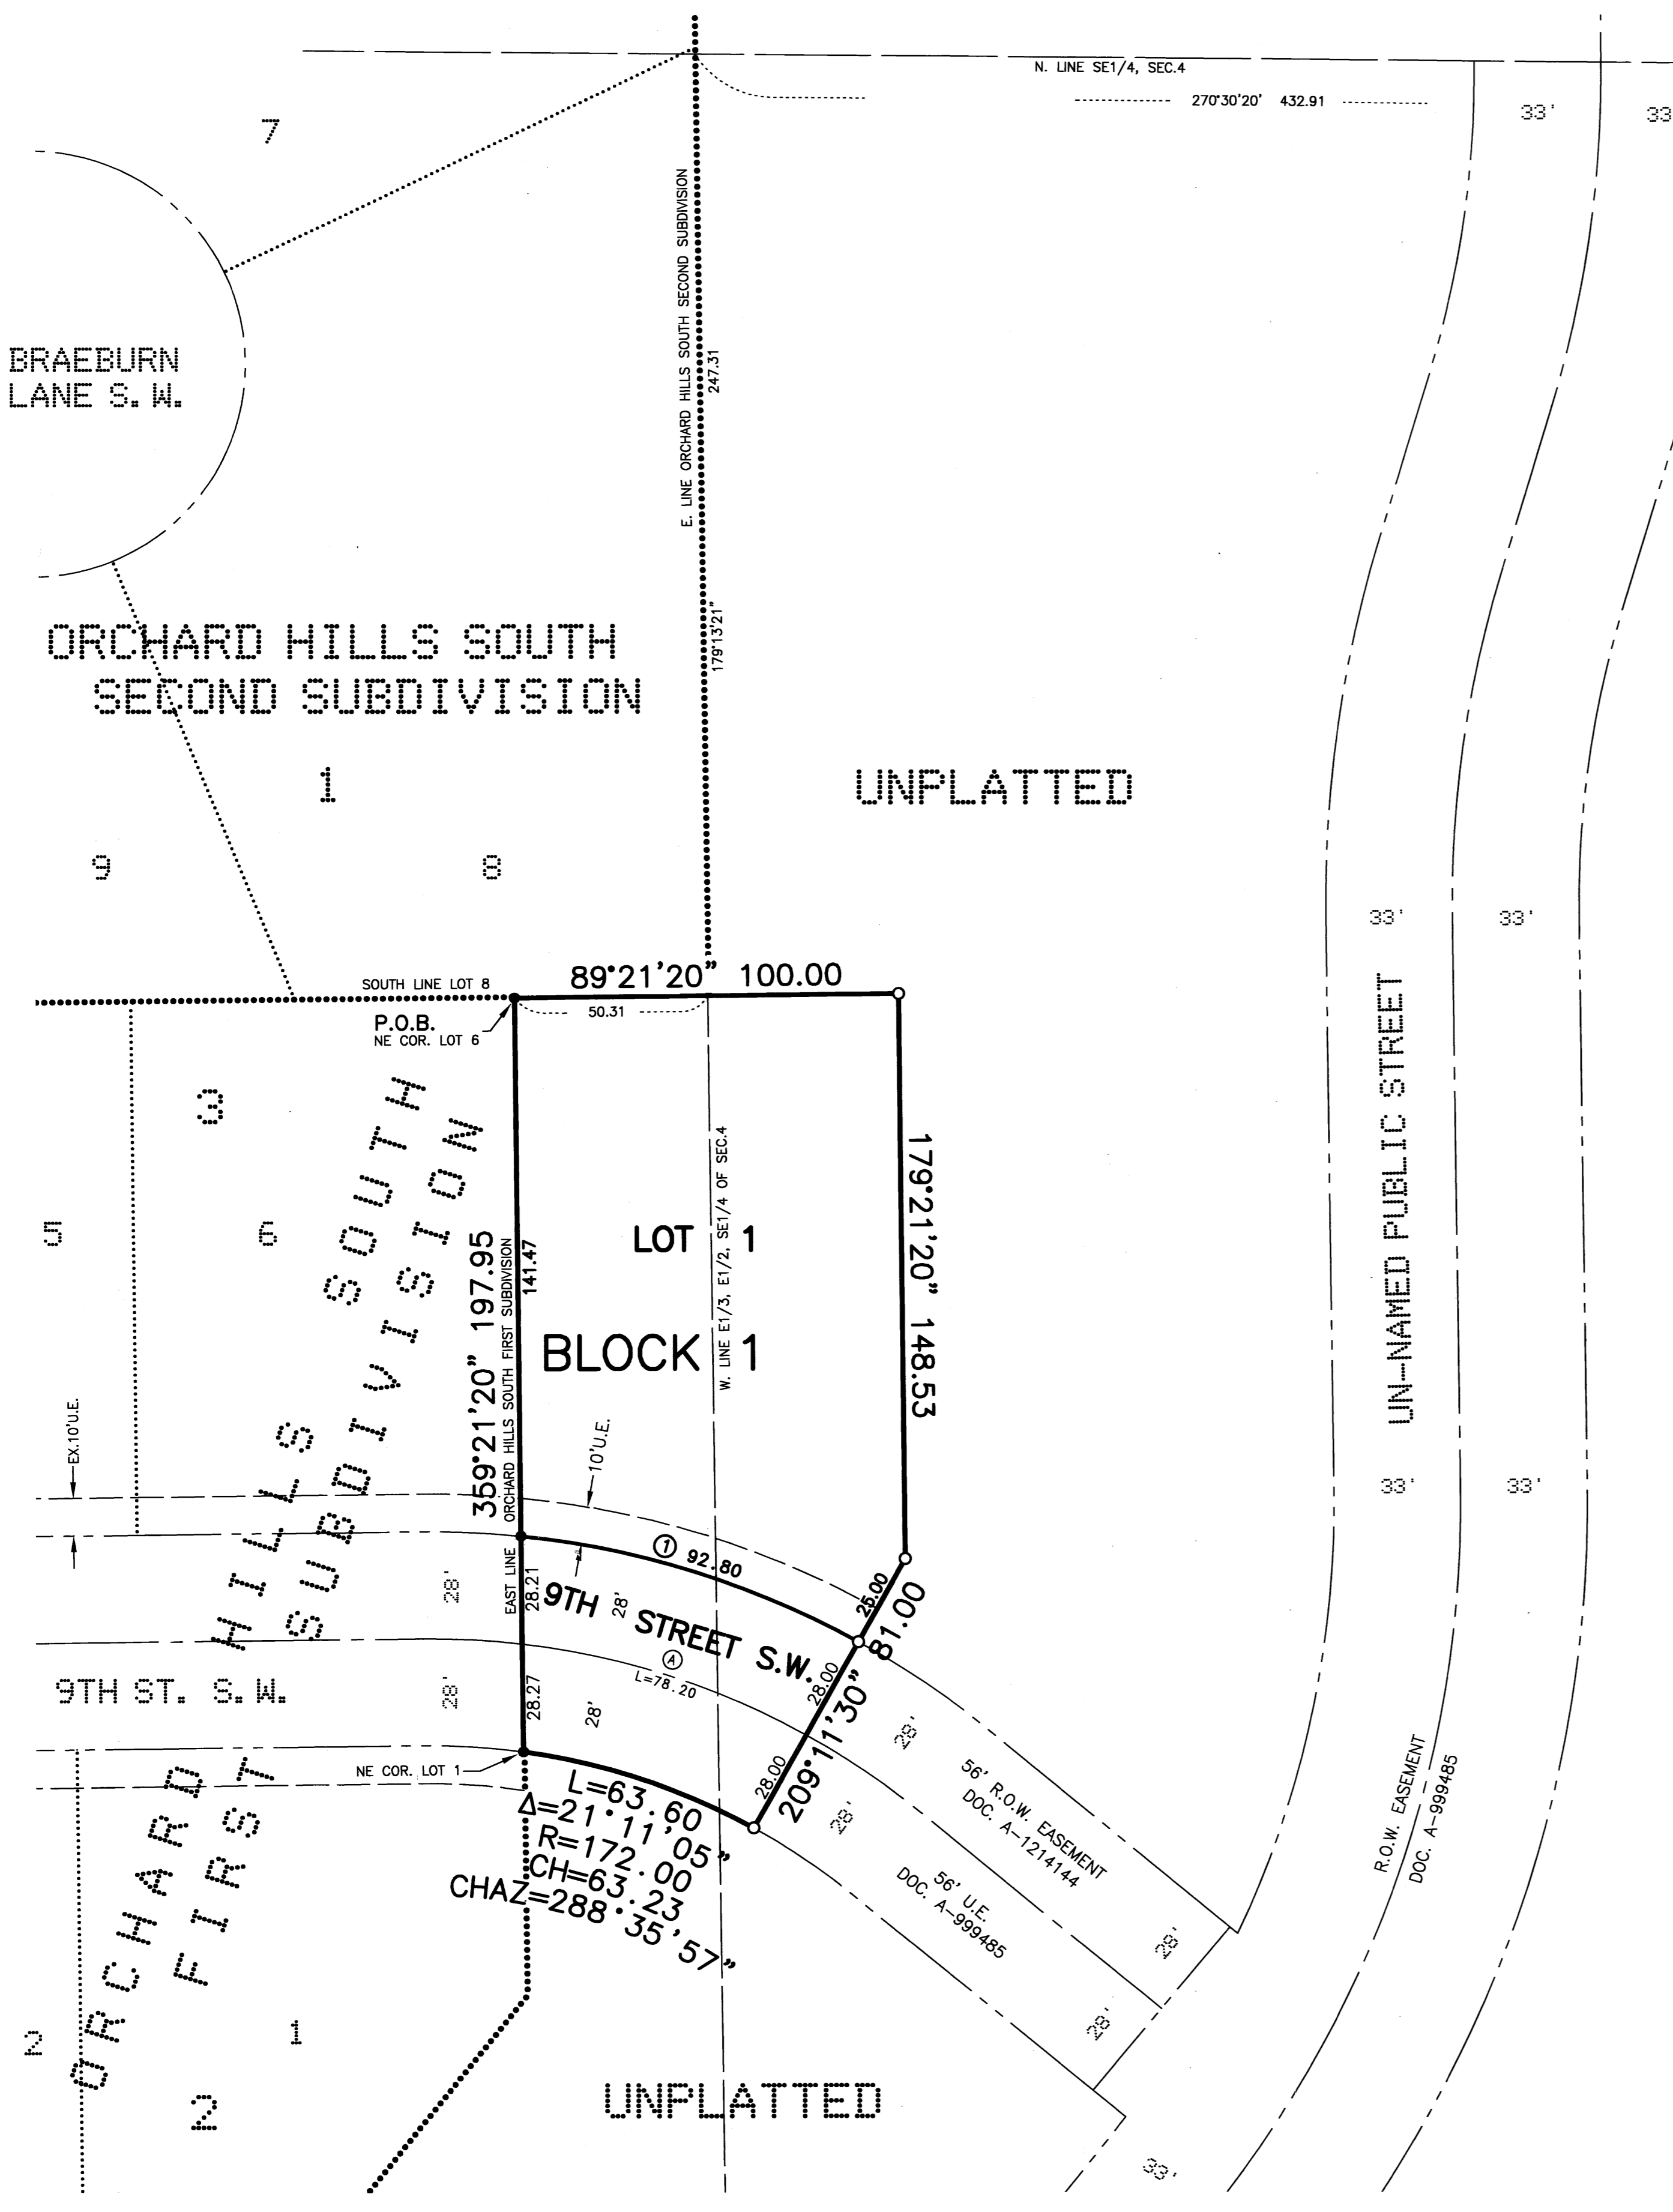 N. LINE SE1/4, SEC.4
270°30'20" 432.91
33'
33
7
E. LINE ORCHARD HILLS SOUTH SECOND SUBDIVISION
247.31
179°13'21"
BRAEBURN
LANE S. W.
ORCHARD HILLS SOUTH
SECOND SUBDIVISION
1
UNPLATTED
9
8
33'
33'
SOUTH LINE LOT 8
89°21'20" 100.00
50.31
P.O.B.
NE COR. LOT 6
3
5
6
ORCHARD HILLS SOUTH
FIRST SUBDIVISION
359°21'20" 197.95
EAST LINE ORCHARD HILLS SOUTH FIRST SUBDIVISION
141.47
LOT 1
BLOCK 1
W. LINE E1/3, E1/2, SE1/4 OF SEC.4
179°21'20" 148.53
UN-NAMED PUBLIC STREET
33'
33'
EX.10'U.E.
10'U.E.
1 92.80
28'
28.21
9TH STREET S.W.
28'
A
L=78.20
25.00
81.00
209°11'30"
28.00
28.00
9TH ST. S. W.
28'
28.27
28'
NE COR. LOT 1
L=63.60
Δ=21°11'05"
R=172.00
CH=63.23
CHAZ=288°35'57"
28'
28'
56' R.O.W. EASEMENT
DOC. A-1214144
56' U.E.
DOC. A-999485
R.O.W. EASEMENT
DOC. A-999485
28'
28'
2
1
2
UNPLATTED
33'